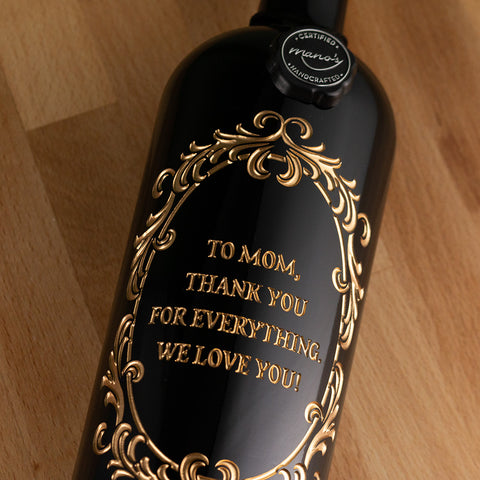 CERTIFIED
mano's
HANDCRAFTED
TO MOM,
THANK YOU
FOR EVERYTHING.
WE LOVE YOU!